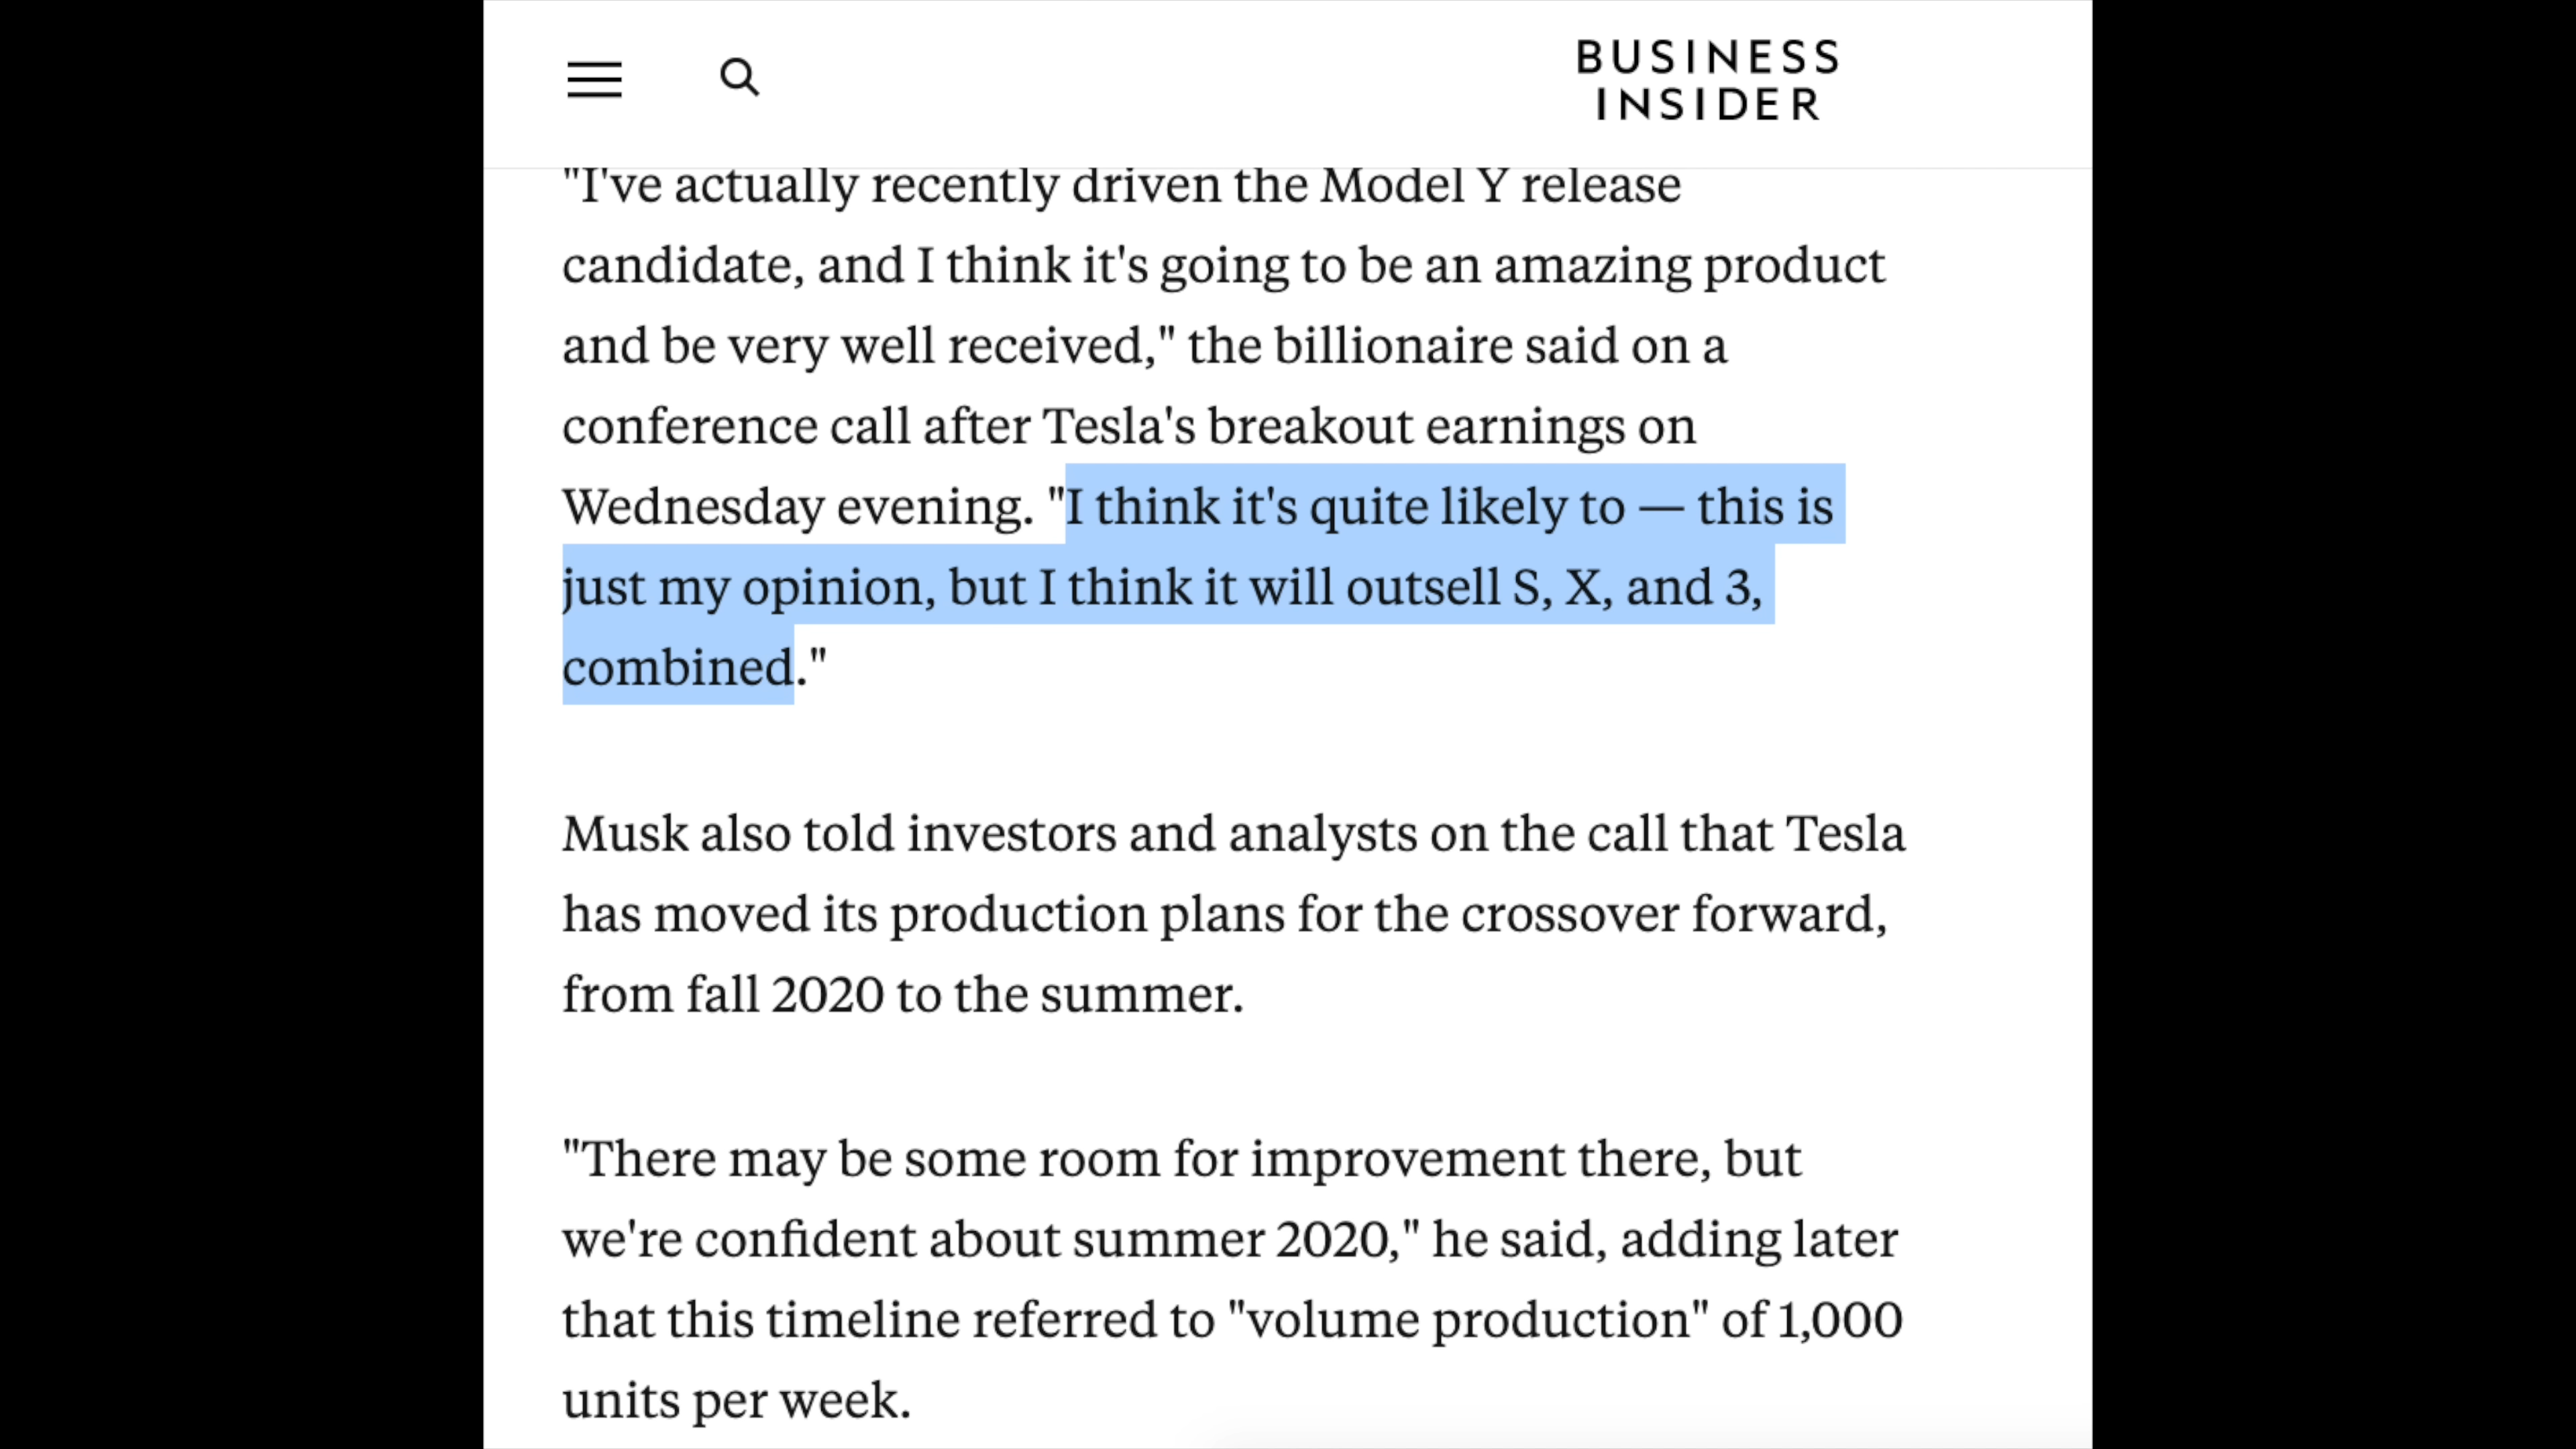 BUSINESS
INSIDER
"I've actually recently driven the Model Y release
candidate, and I think it's going to be an amazing product
and be very well received," the billionaire said on a
conference call after Tesla's breakout earnings on
Wednesday evening. "I think it's quite likely to — this is
just my opinion, but I think it will outsell S, X, and 3,
combined."
Musk also told investors and analysts on the call that Tesla
has moved its production plans for the crossover forward,
from fall 2020 to the summer.
"There may be some room for improvement there, but
we're confident about summer 2020," he said, adding later
that this timeline referred to "volume production" of 1,000
units per week.